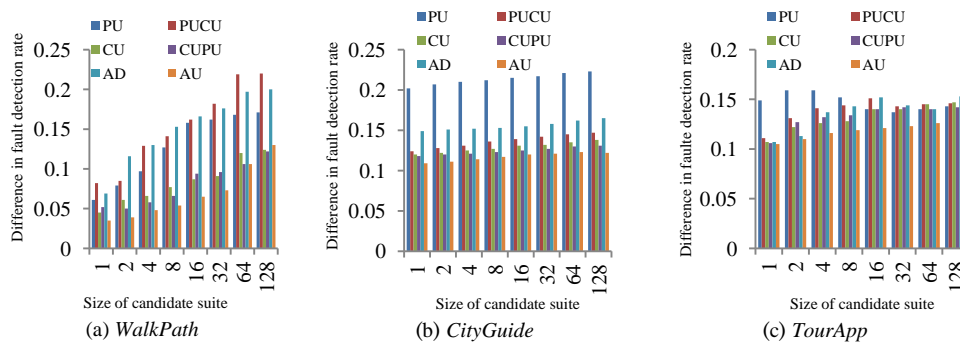 PU PUCU
CU CUPU
AD AU
Difference in fault detection rate
0.25
0.2
0.15
0.1
0.05
0
1 2 4 8 16 32 64 128
Size of candidate suite
(a) WalkPath
PU PUCU
CU CUPU
AD AU
Difference in fault detection rate
0.25
0.2
0.15
0.1
0.05
0
1 2 4 8 16 32 64 128
Size of candidate suite
(b) CityGuide
PU PUCU
CU CUPU
AD AU
Difference in faulte detection rate
0.2
0.15
0.1
0.05
0
1 2 4 8 16 32 64 128
Size of candidate suite
(c) TourApp